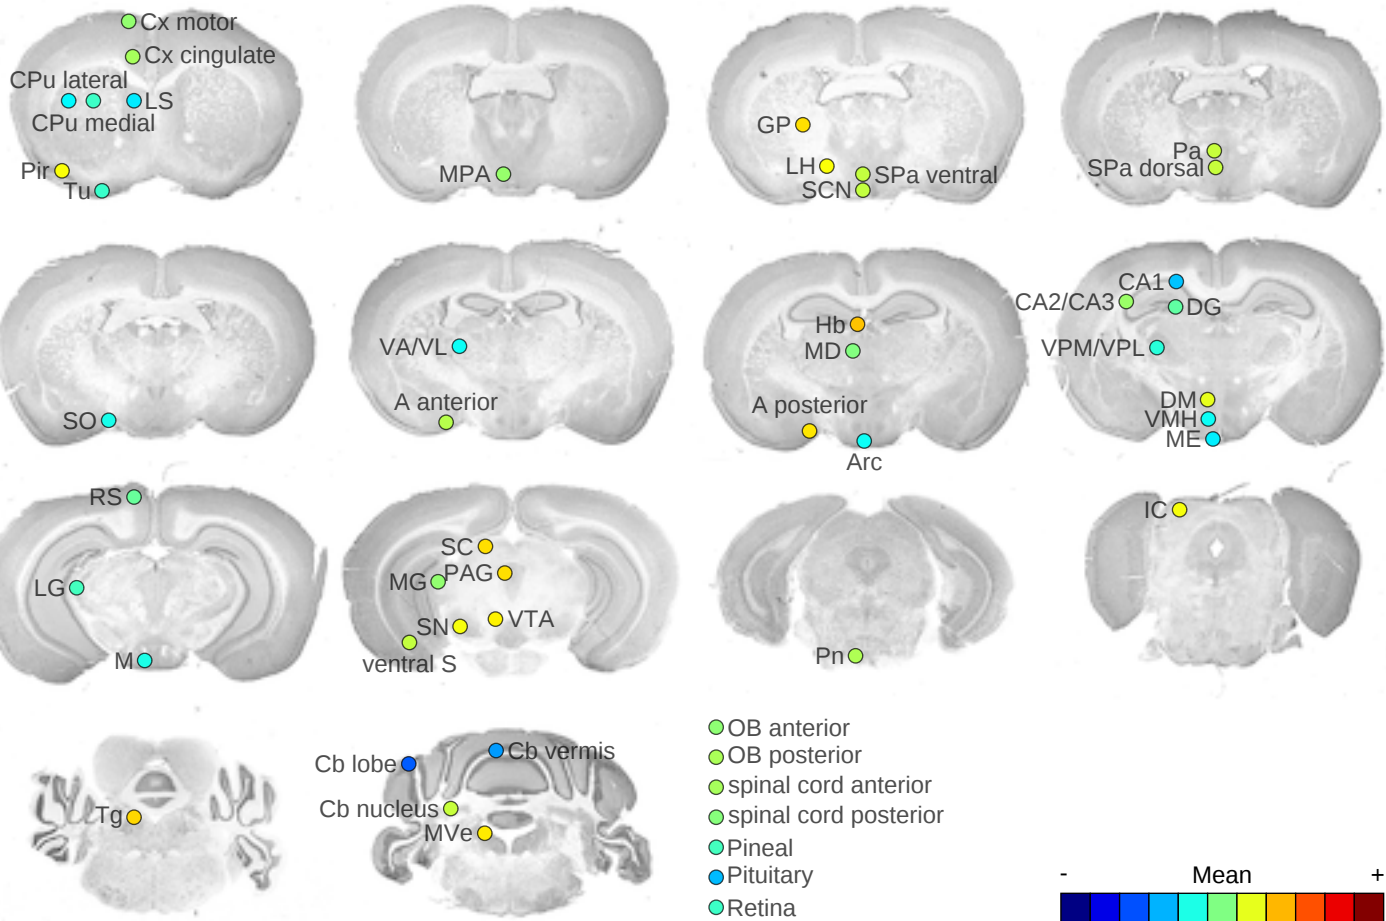 Cx motor
Cx cingulate
CPu lateral
LS
CPu medial
Pir
Tu
MPA
GP
LH
SPa ventral
SCN
Pa
SPa dorsal
SO
VA/VL
A anterior
Hb
MD
A posterior
Arc
CA1
CA2/CA3
DG
VPM/VPL
DM
VMH
ME
RS
LG
M
SC
PAG
MG
VTA
SN
ventral S
Pn
IC
Tg
Cb lobe
Cb vermis
Cb nucleus
MVe
OB anterior
OB posterior
spinal cord anterior
spinal cord posterior
Pineal
Pituitary
Retina
- Mean +